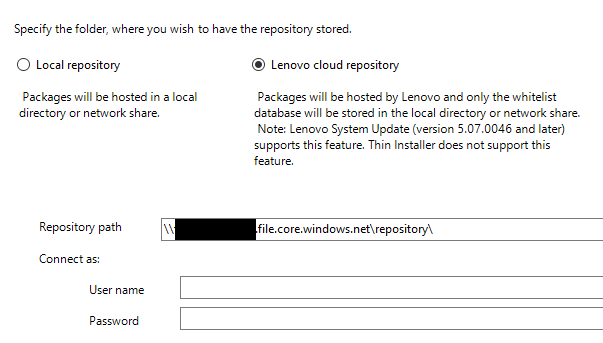 Specify the folder, where you wish to have the repository stored.
Local repository
Lenovo cloud repository
Packages will be hosted in a local
directory or network share.
Packages will be hosted by Lenovo and only the whitelist
database will be stored in the local directory or network share.
Note: Lenovo System Update (version 5.07.0046 and later)
supports this feature. Thin Installer does not support this
feature.
Repository path
\\ .file.core.windows.net\repository\
Connect as:
User name
Password